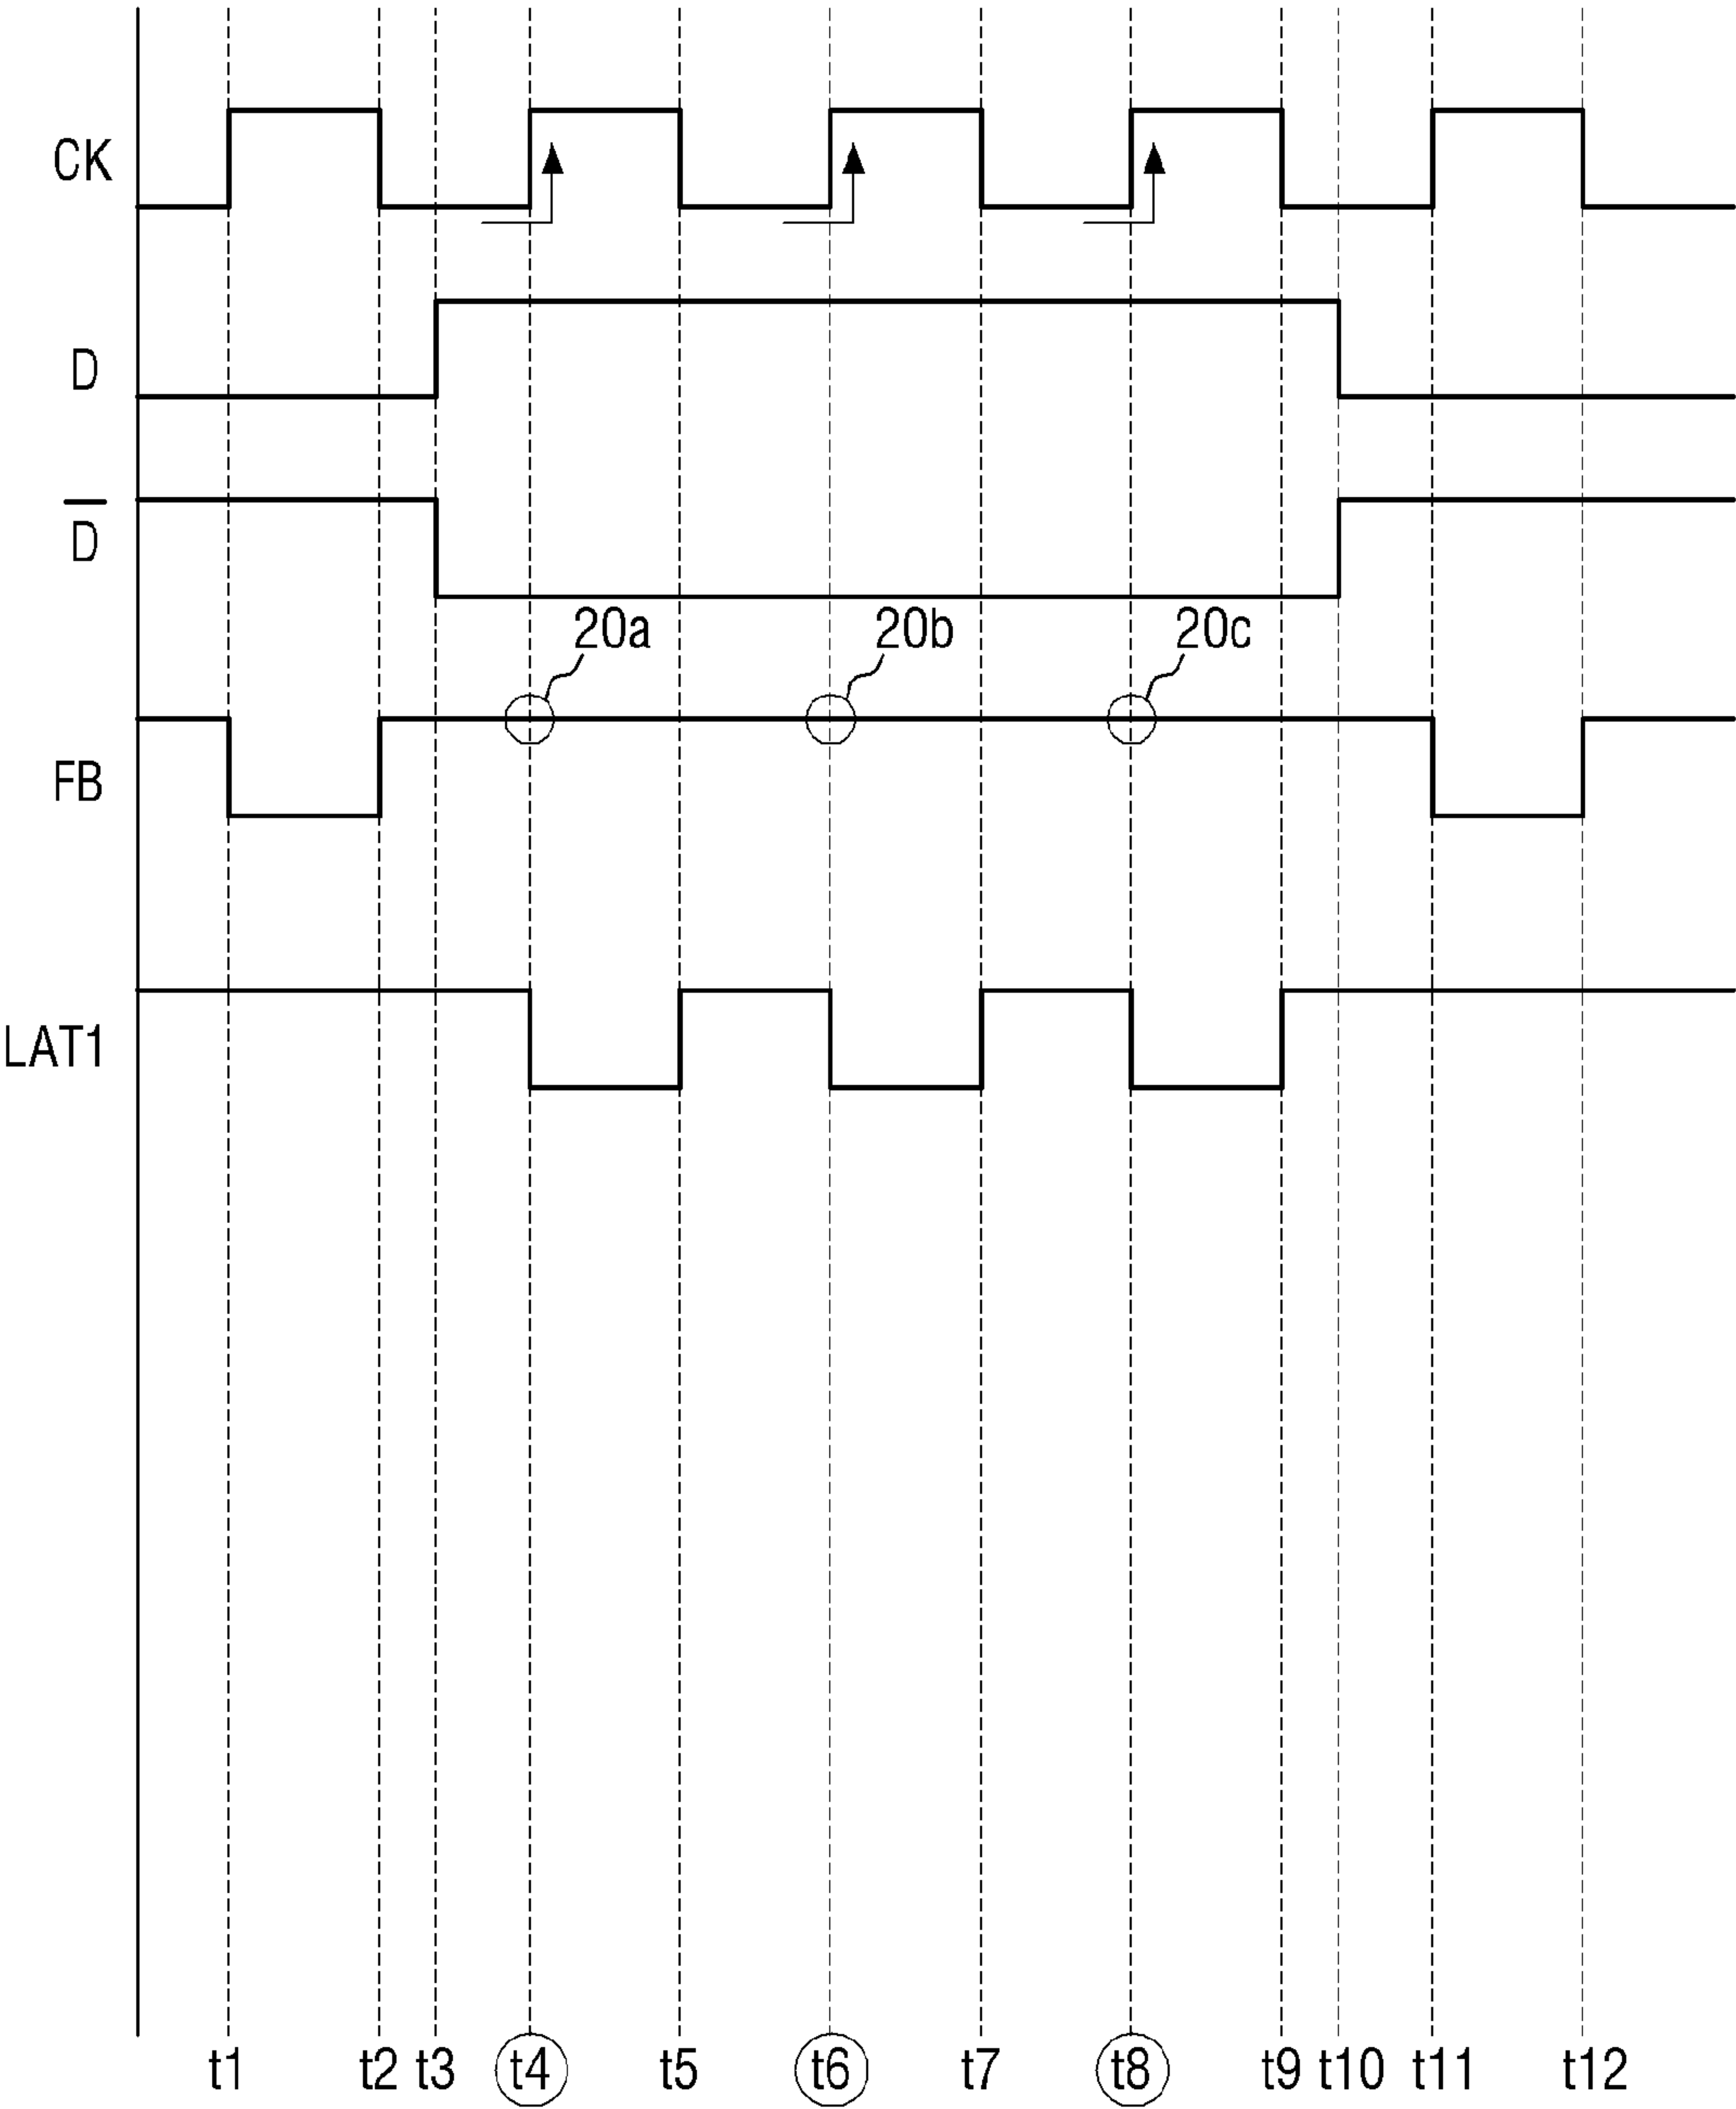 CK
D
D̅
20a 20b 20c
FB
LAT1
t1 t2 t3 t4 t5 t6 t7 t8 t9 t10 t11 t12